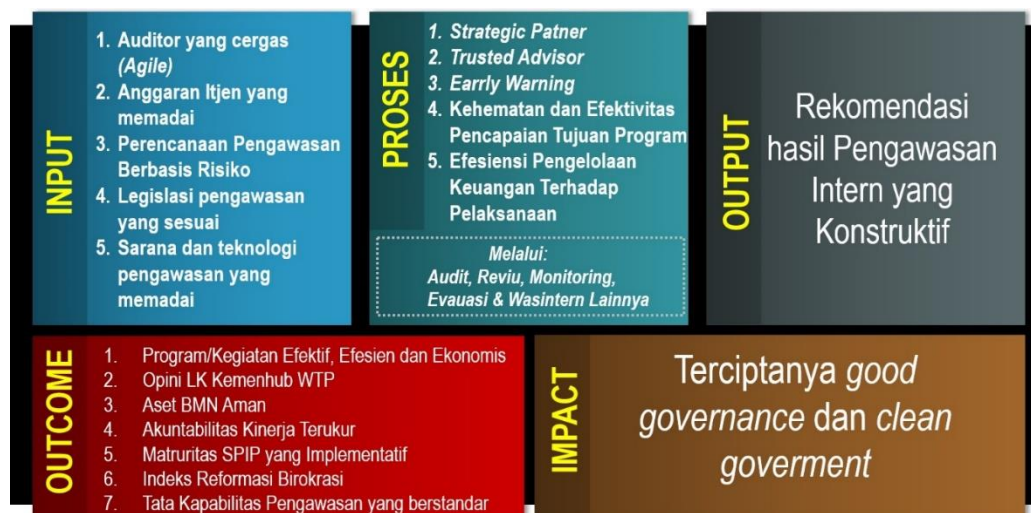 INPUT
1. Auditor yang cergas
(Agile)
2. Anggaran Itjen yang
memadai
3. Perencanaan Pengawasan
Berbasis Risiko
4. Legislasi pengawasan
yang sesuai
5. Sarana dan teknologi
pengawasan yang
memadai
PROSES
1. Strategic Patner
2. Trusted Advisor
3. Earrly Warning
4. Kehematan dan Efektivitas
Pencapaian Tujuan Program
5. Efesiensi Pengelolaan
Keuangan Terhadap
Pelaksanaan
Melalui:
Audit, Reviu, Monitoring,
Evauasi & Wasintern Lainnya
OUTPUT
Rekomendasi
hasil Pengawasan
Intern yang
Konstruktif
OUTCOME
1. Program/Kegiatan Efektif, Efesien dan Ekonomis
2. Opini LK Kemenhub WTP
3. Aset BMN Aman
4. Akuntabilitas Kinerja Terukur
5. Matruritas SPIP yang Implementatif
6. Indeks Reformasi Birokrasi
7. Tata Kapabilitas Pengawasan yang berstandar
IMPACT
Terciptanya good
governance dan clean
goverment